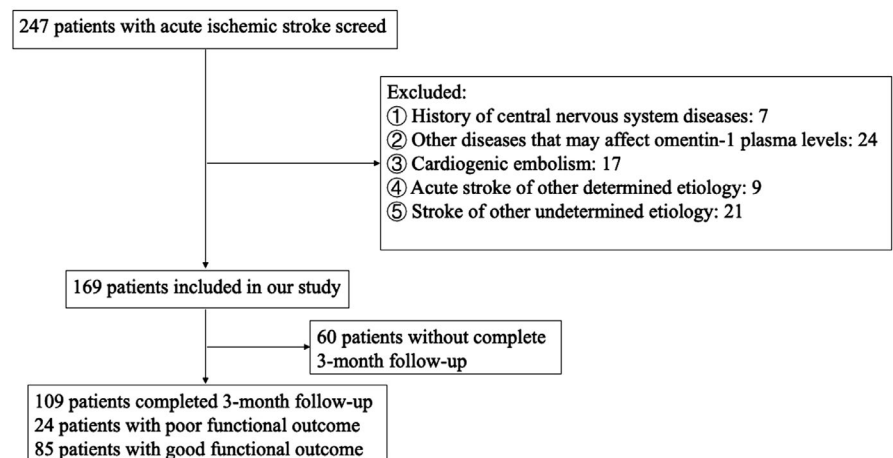 247 patients with acute ischemic stroke screed
Excluded:
① History of central nervous system diseases: 7
② Other diseases that may affect omentin-1 plasma levels: 24
③ Cardiogenic embolism: 17
④ Acute stroke of other determined etiology: 9
⑤ Stroke of other undetermined etiology: 21
169 patients included in our study
60 patients without complete
3-month follow-up
109 patients completed 3-month follow-up
24 patients with poor functional outcome
85 patients with good functional outcome